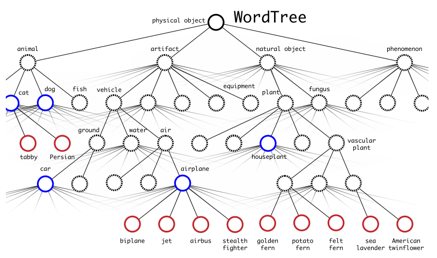 WordTree
physical object
animal
artifact
natural object
phenomenon
cat
dog
fish
vehicle
equipment
plant
fungus
tabby
Persian
ground
water
air
houseplant
vascular
plant
car
airplane
biplane
jet
airbus
stealth
fighter
golden
fern
potato
fern
felt
fern
sea
lavender
American
twinflower